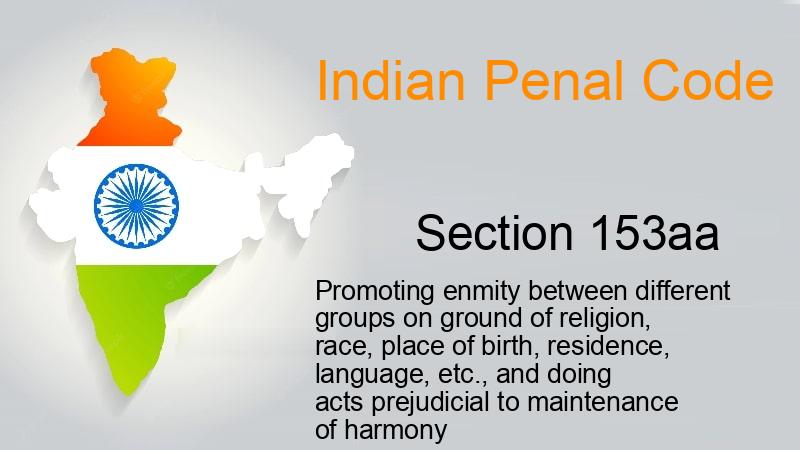 Indian Penal Code
Section 153aa
Promoting enmity between different
groups on ground of religion,
race, place of birth, residence,
language, etc., and doing
acts prejudicial to maintenance
of harmony